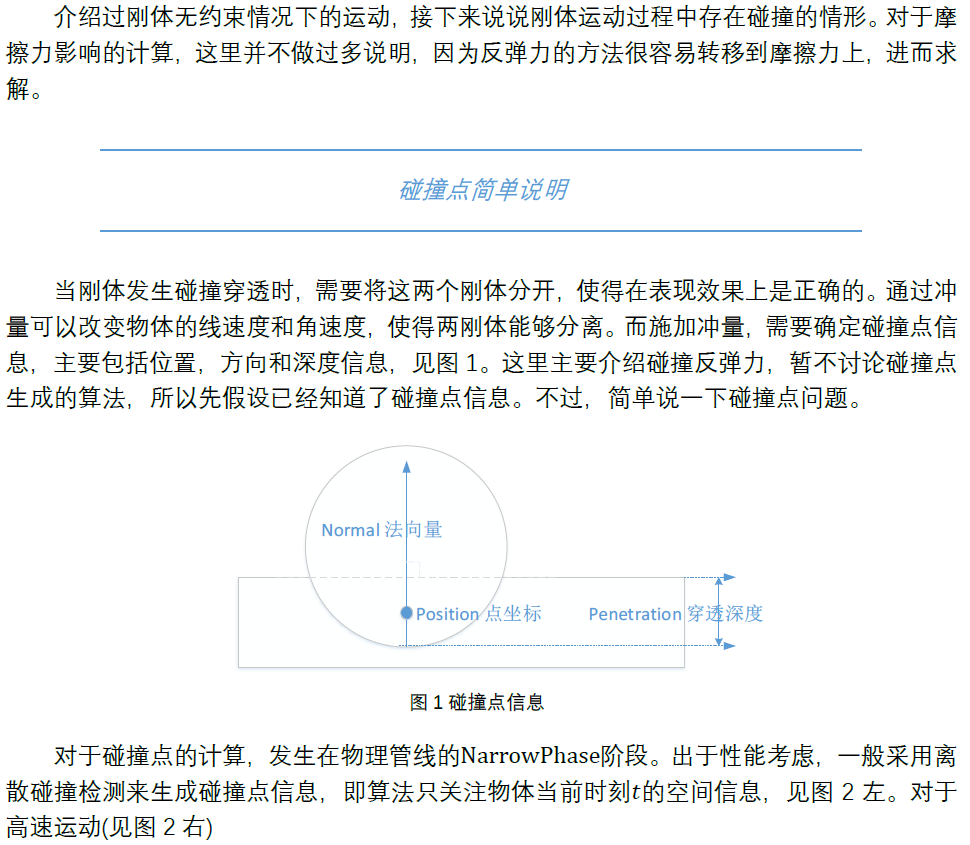 介绍过刚体无约束情况下的运动，接下来说说刚体运动过程中存在碰撞的情形。对于摩
擦力影响的计算，这里并不做过多说明，因为反弹力的方法很容易转移到摩擦力上，进而求
解。
碰撞点简单说明
当刚体发生碰撞穿透时，需要将这两个刚体分开，使得在表现效果上是正确的。通过冲
量可以改变物体的线速度和角速度，使得两刚体能够分离。而施加冲量，需要确定碰撞点信
息，主要包括位置，方向和深度信息，见图 1。这里主要介绍碰撞反弹力，暂不讨论碰撞点
生成的算法，所以先假设已经知道了碰撞点信息。不过，简单说一下碰撞点问题。
Normal 法向量
Position 点坐标
Penetration 穿透深度
图 1 碰撞点信息
对于碰撞点的计算，发生在物理管线的NarrowPhase阶段。出于性能考虑，一般采用离
散碰撞检测来生成碰撞点信息，即算法只关注物体当前时刻t的空间信息，见图 2 左。对于
高速运动(见图 2 右)